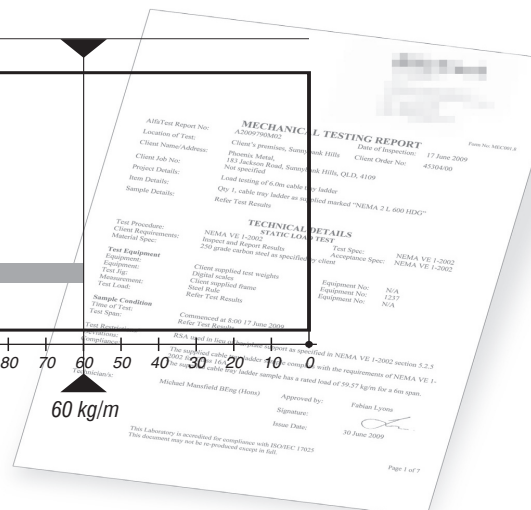 MECHANICAL TESTING REPORT
Form No: MEC001.8
AlfaTest Report No: A2009790M02
Date of Inspection: 17 June 2009
Location of Test: Client's premises, Sunnybank Hills
Client Order No: 45304/00
Client Name/Address: Phoenix Metal,
183 Jackson Road, Sunnybank Hills, QLD, 4109
Client Job No: Not specified
Project Details: Load testing of 6.0m cable tray ladder
Item Details: Qty 1, cable tray ladder as supplied marked "NEMA 2 L 600 HDG"
Sample Details: Refer Test Results
TECHNICAL DETAILS
STATIC LOAD TEST
Test Procedure: NEMA VE 1-2002
Test Spec: NEMA VE 1-2002
Client Requirements: Inspect and Report Results
Acceptance Spec: NEMA VE 1-2002
Material Spec: 250 grade carbon steel as specified by client
Test Equipment
Equipment: Client supplied test weights
Equipment No: N/A
Equipment: Digital scales
Equipment No: 1237
Test Jig: Client supplied frame
Equipment No: N/A
Measurement: Steel Rule
Test Load: Refer Test Results
Sample Condition
Time of Test: Commenced at 8:00 17 June 2009
Test Span: Refer Test Results
Test Restrictions
RSA used in lieu of support as specified in NEMA VE 1-2002 section 5.2.5
Compliance
The supplied cable tray ladder sample comply with the requirements of NEMA VE 1-
2002 class 16A
The supplied cable tray ladder sample has a rated load of 59.57 kg/m for a 6m span.
80 70 60 50 40 30 20 10 0
60 kg/m
Michael Mansfield BEng (Hons)
Approved by: Fabian Lyons
Signature:
Issue Date: 30 June 2009
This Laboratory is accredited for compliance with ISO/IEC 17025
This document may not be re-produced except in full.
Page 1 of 7